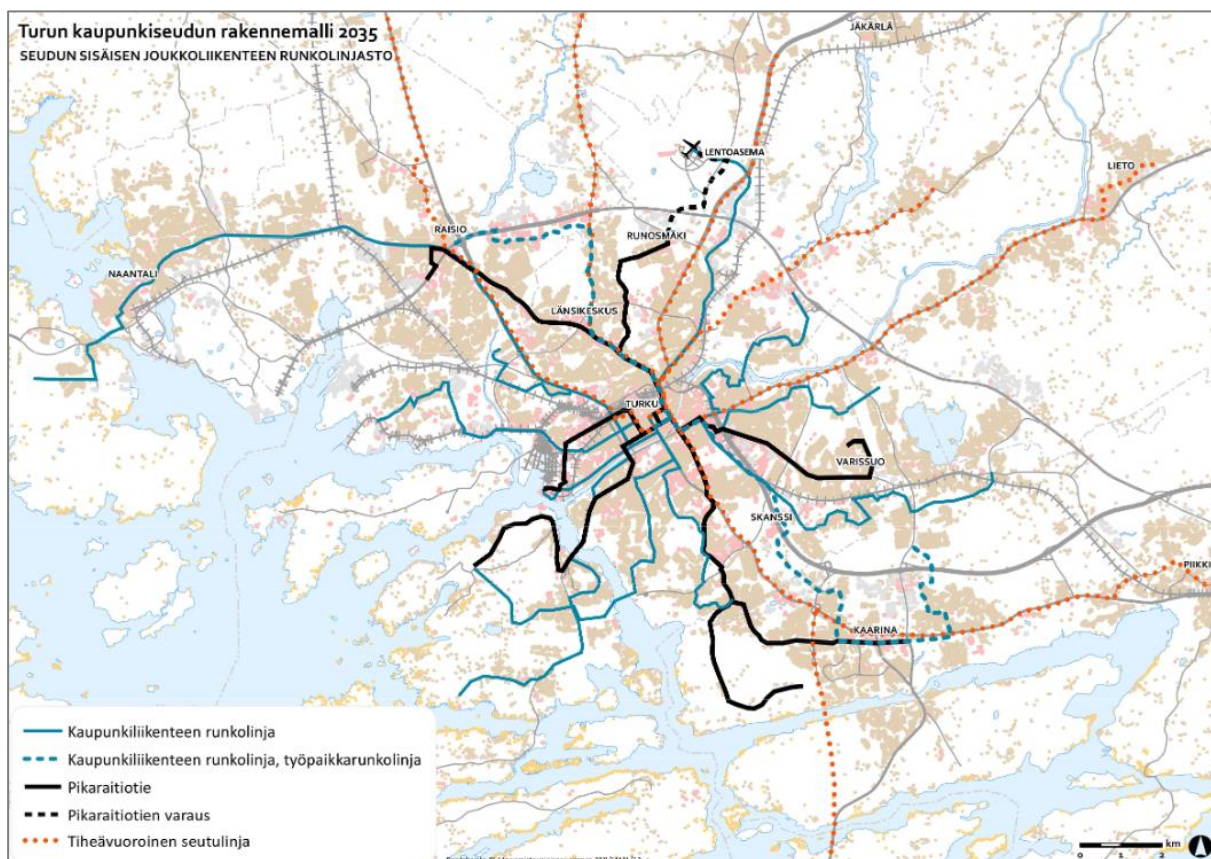 Turun kaupunkiseudun rakennemalli 2035
SEUDUN SISÄISEN JOUKKOLIIKENTEEN RUNKOLINJASTO
JÄKÄRLÄ
LENTOASEMA
LIETO
RAISIO
RUNOSMÄKI
NAANTALI
LÄNSIKESKUS
TURKU
VARISSUO
SKANSSI
PIIKKI
KAARINA
Kaupunkiliikenteen runkolinja
Kaupunkiliikenteen runkolinja, työpaikkarunkolinja
Pikaraitiotie
Pikaraitiotien varaus
Tiheävuoroinen seutulinja
km
0 1 2